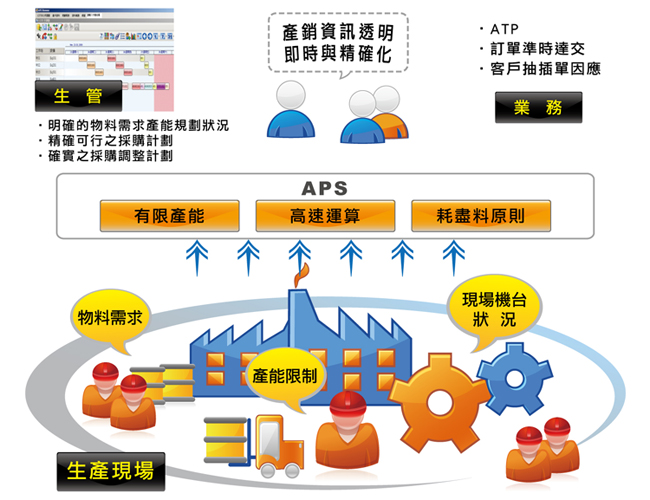 產銷資訊透明
即時與精確化
・ATP
・訂單準時達交
・客戶抽插單因應
生 管
業 務
・明確的物料需求產能規劃狀況
・精確可行之採購計劃
・確實之採購調整計劃
APS
有限產能
高速運算
耗盡料原則
物料需求
現場機台
狀 況
產能限制
生產現場